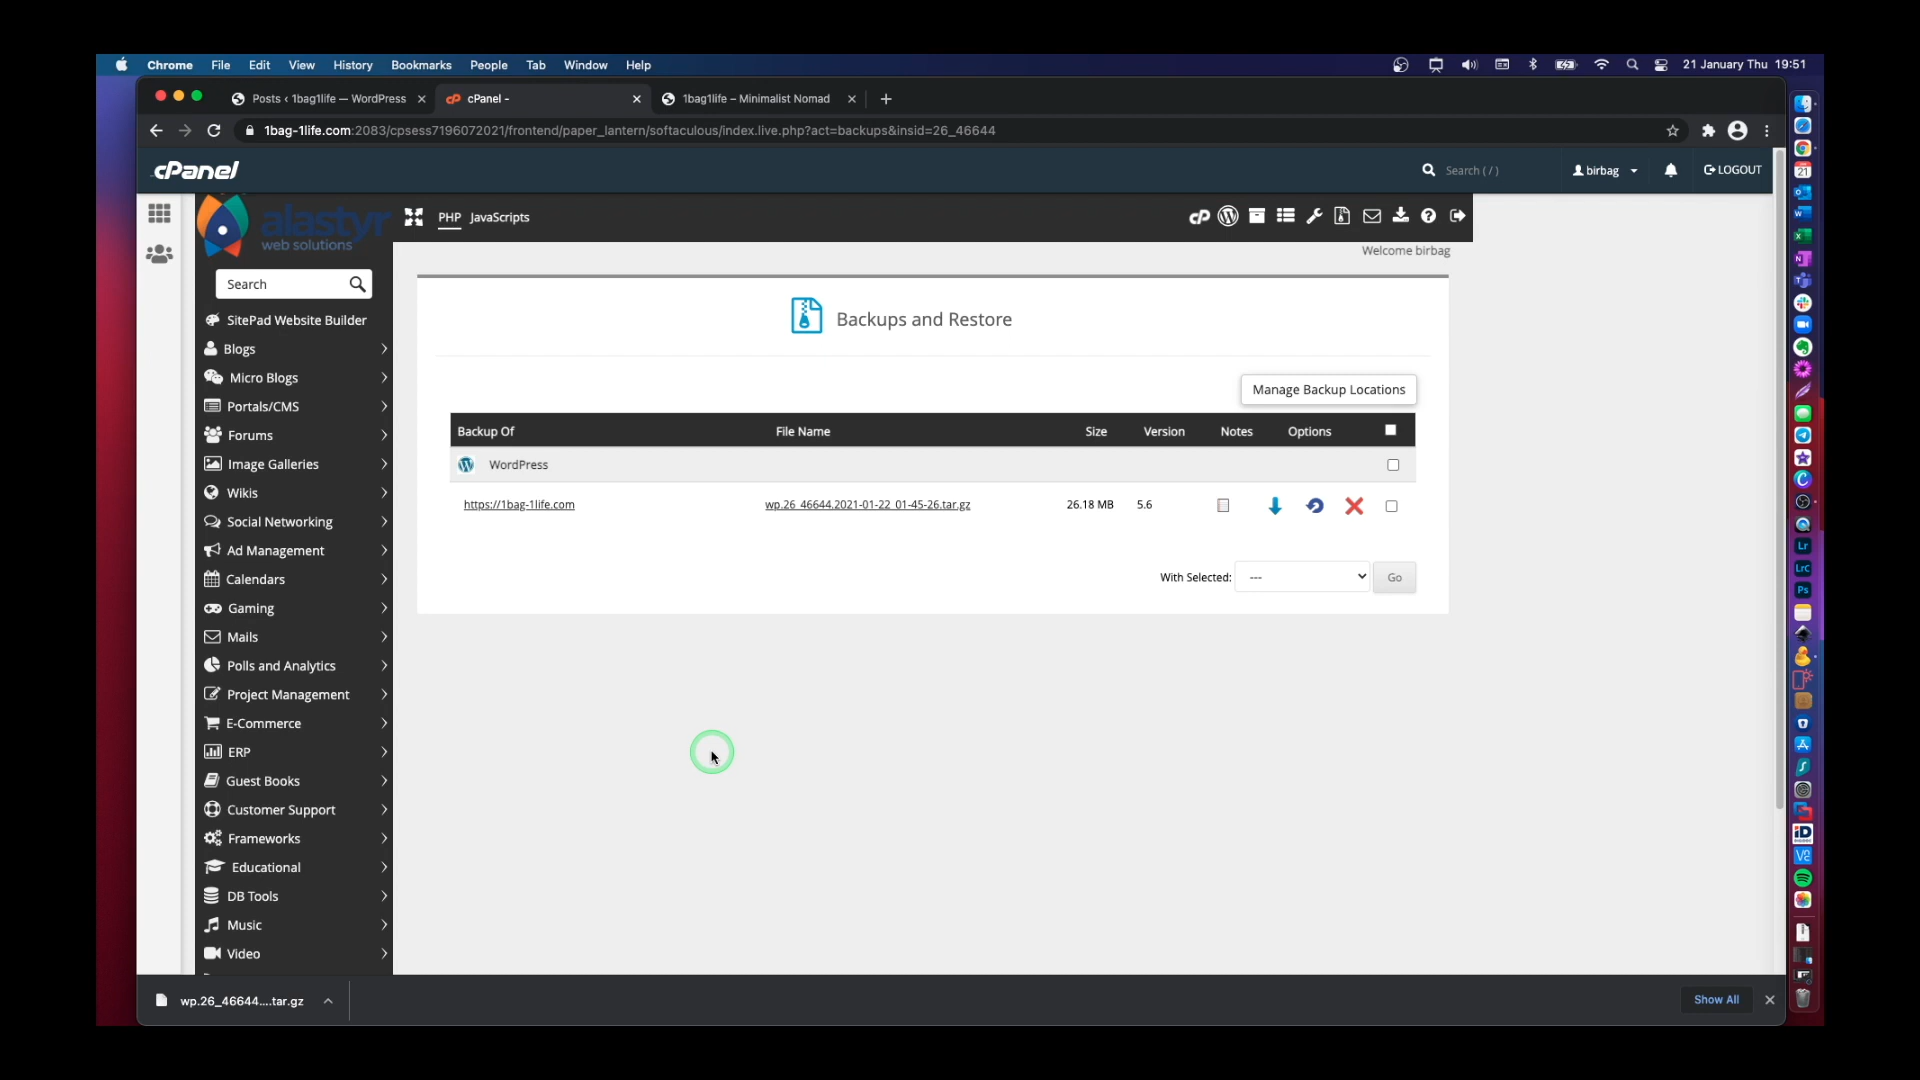 Chrome File Edit View History Bookmarks People Tab Window Help 21 January Thu 19:51
Posts ‹ 1bag1life — WordPress cPanel - 1bag1life – Minimalist Nomad
1bag-1life.com:2083/cpsess7196072021/frontend/paper_lantern/softaculous/index.live.php?act=backups&insid=26_46644
cPanel Search ( / ) birbag LOGOUT
alastyr
web solutions
PHP JavaScripts
Welcome birbag
Search
SitePad Website Builder
Blogs
Micro Blogs
Portals/CMS
Forums
Image Galleries
Wikis
Social Networking
Ad Management
Calendars
Gaming
Mails
Polls and Analytics
Project Management
E-Commerce
ERP
Guest Books
Customer Support
Frameworks
Educational
DB Tools
Music
Video
Backups and Restore
Manage Backup Locations
Backup Of File Name Size Version Notes Options
WordPress
https://1bag-1life.com wp.26_46644.2021-01-22_01-45-26.tar.gz 26.18 MB 5.6
With Selected: --- Go
wp.26_46644....tar.gz Show All